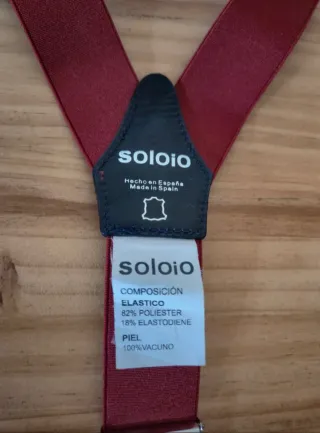 soloio
Hecho en España
Made in Spain
soloio
COMPOSICIÓN
ELASTICO
82% POLIESTER
18% ELASTODIENE
PIEL
100%VACUNO